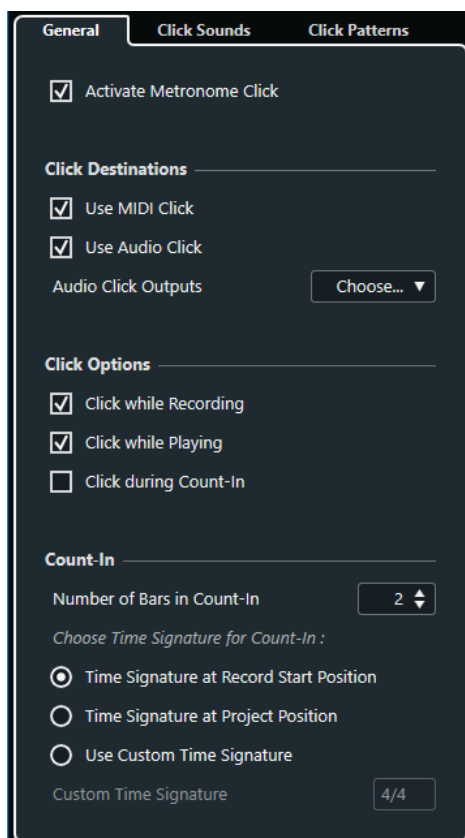 General Click Sounds Click Patterns
Activate Metronome Click
Click Destinations
Use MIDI Click
Use Audio Click
Audio Click Outputs Choose...
Click Options
Click while Recording
Click while Playing
Click during Count-In
Count-In
Number of Bars in Count-In 2
Choose Time Signature for Count-In :
Time Signature at Record Start Position
Time Signature at Project Position
Use Custom Time Signature
Custom Time Signature 4/4